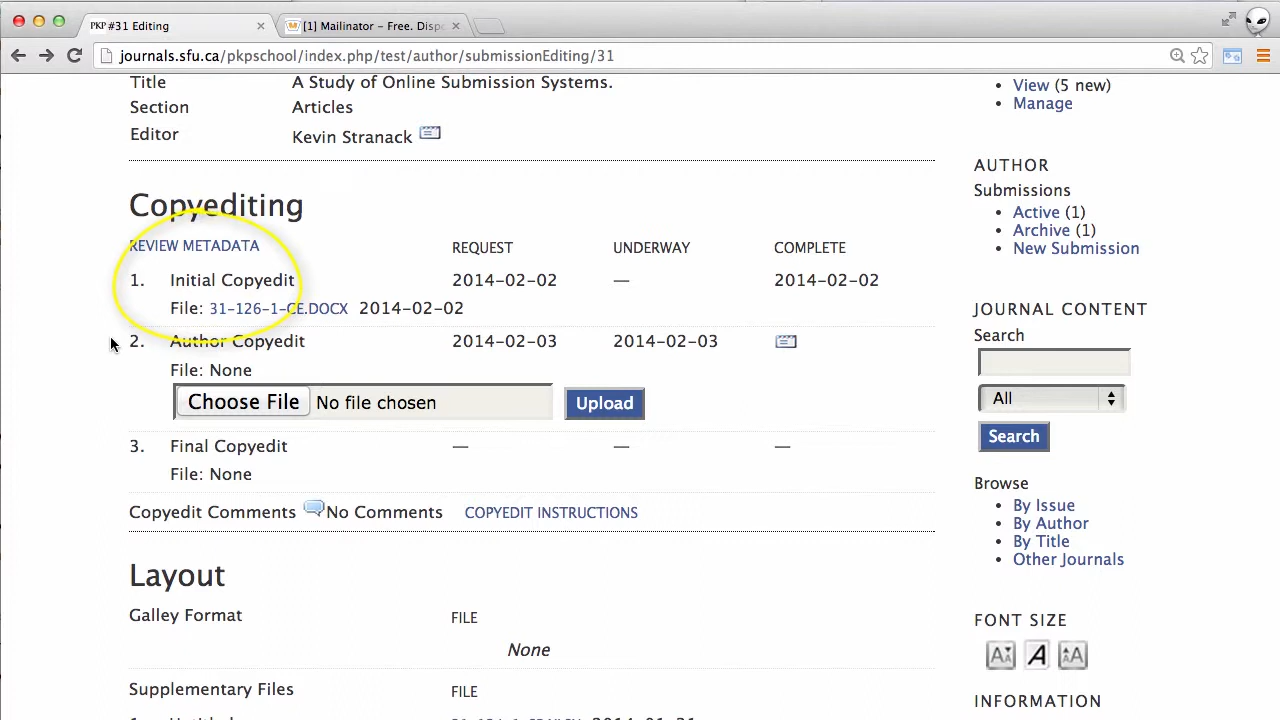 PKP #31 Editing
[1] Mailinator - Free. Dispo
journals.sfu.ca/pkpschool/index.php/test/author/submissionEditing/31
Title A Study of Online Submission Systems.
Section Articles
Editor Kevin Stranack
Copyediting
REVIEW METADATA REQUEST UNDERWAY COMPLETE
1. Initial Copyedit 2014-02-02 — 2014-02-02
File: 31-126-1-CE.DOCX 2014-02-02
2. Author Copyedit 2014-02-03 2014-02-03
File: None
Choose File No file chosen Upload
3. Final Copyedit — — —
File: None
Copyedit Comments No Comments COPYEDIT INSTRUCTIONS
Layout
Galley Format FILE
None
Supplementary Files FILE
1. Untitled 2014-01-31
• View (5 new)
• Manage
AUTHOR
Submissions
• Active (1)
• Archive (1)
• New Submission
JOURNAL CONTENT
Search
All
Search
Browse
• By Issue
• By Author
• By Title
• Other Journals
FONT SIZE
A A A
INFORMATION